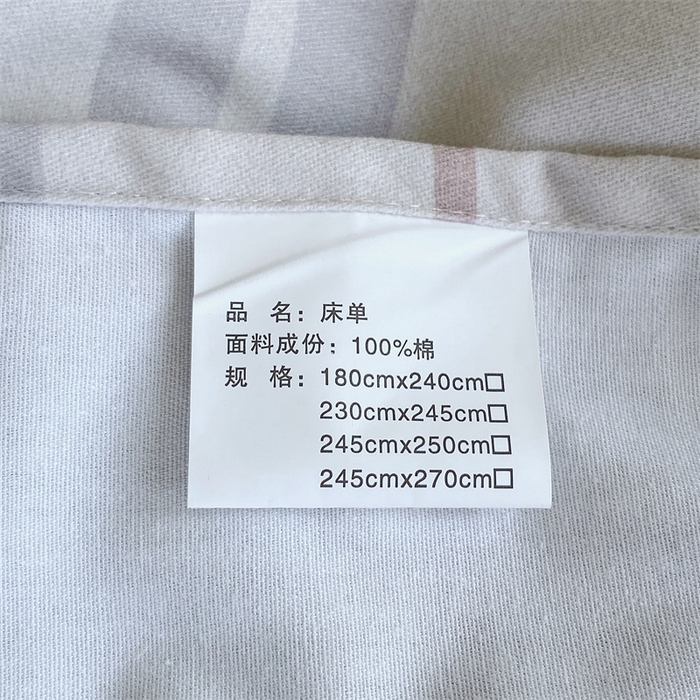 品 名：床单
面料成份：100%棉
规 格：180cmx240cm□
230cmx245cm□
245cmx250cm□
245cmx270cm□